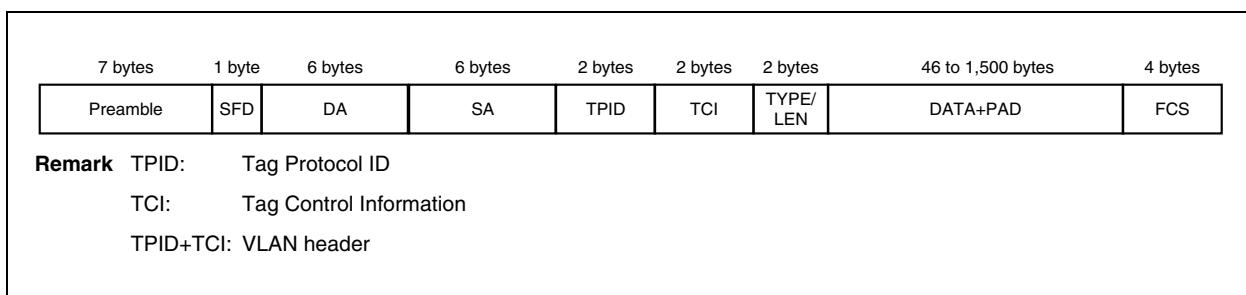 7 bytes 1 byte 6 bytes 6 bytes 2 bytes 2 bytes 2 bytes 46 to 1,500 bytes 4 bytes
Preamble SFD DA SA TPID TCI TYPE/ DATA+PAD FCS
LEN
Remark TPID: Tag Protocol ID
TCI: Tag Control Information
TPID+TCI: VLAN header